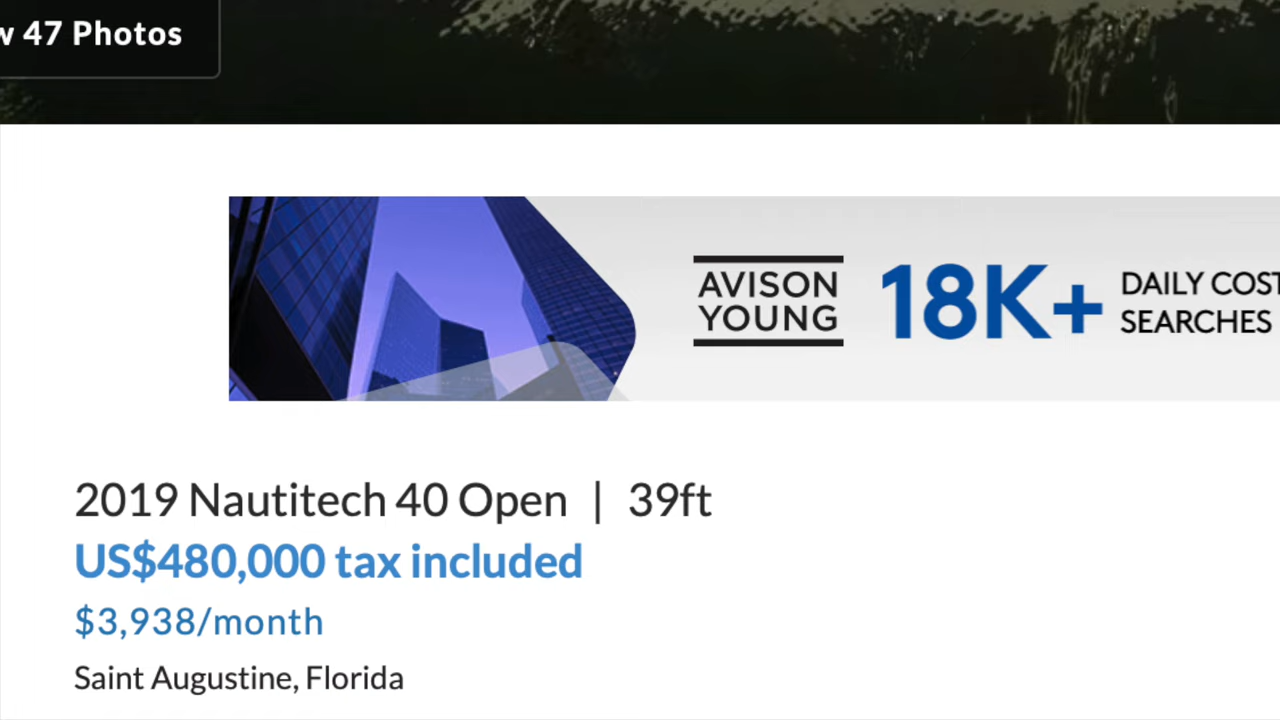 47 Photos
AVISON
YOUNG
18K+
DAILY COST
SEARCHES
2019 Nautitech 40 Open | 39ft
US$480,000 tax included
$3,938/month
Saint Augustine, Florida